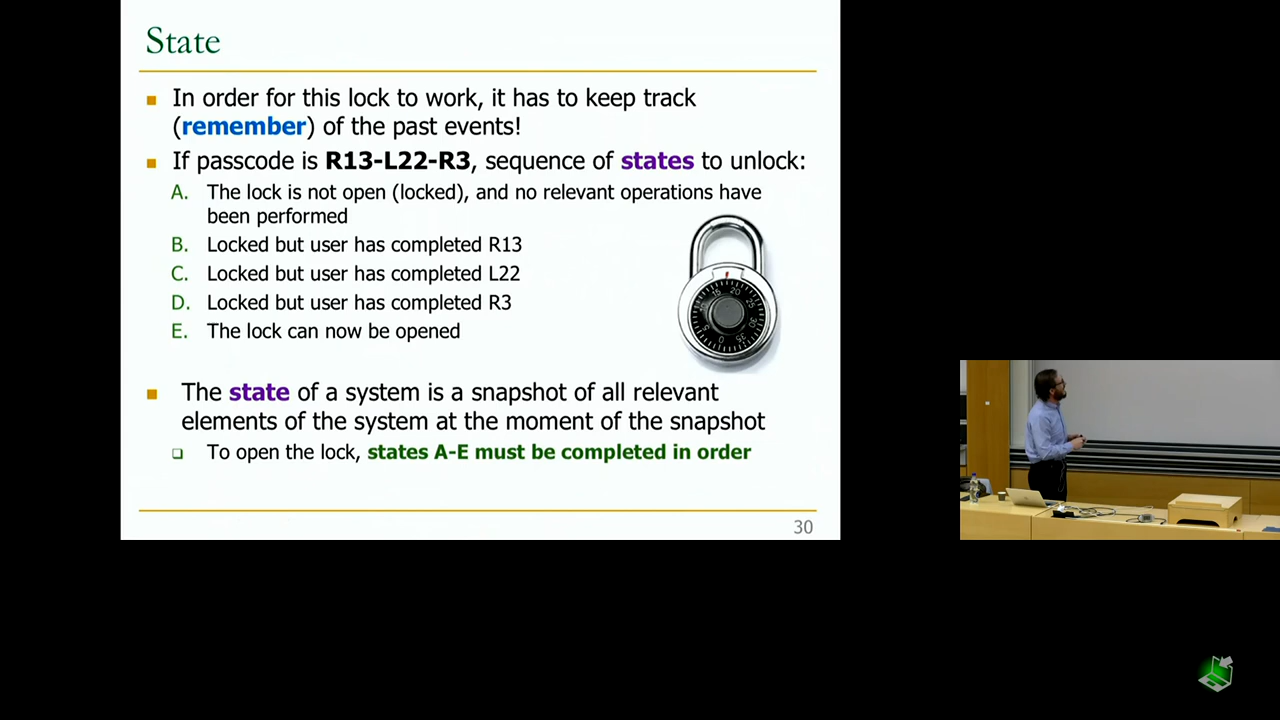 State
In order for this lock to work, it has to keep track
(remember) of the past events!
If passcode is R13-L22-R3, sequence of states to unlock:
A. The lock is not open (locked), and no relevant operations have
been performed
B. Locked but user has completed R13
C. Locked but user has completed L22
D. Locked but user has completed R3
E. The lock can now be opened
The state of a system is a snapshot of all relevant
elements of the system at the moment of the snapshot
To open the lock, states A-E must be completed in order
30